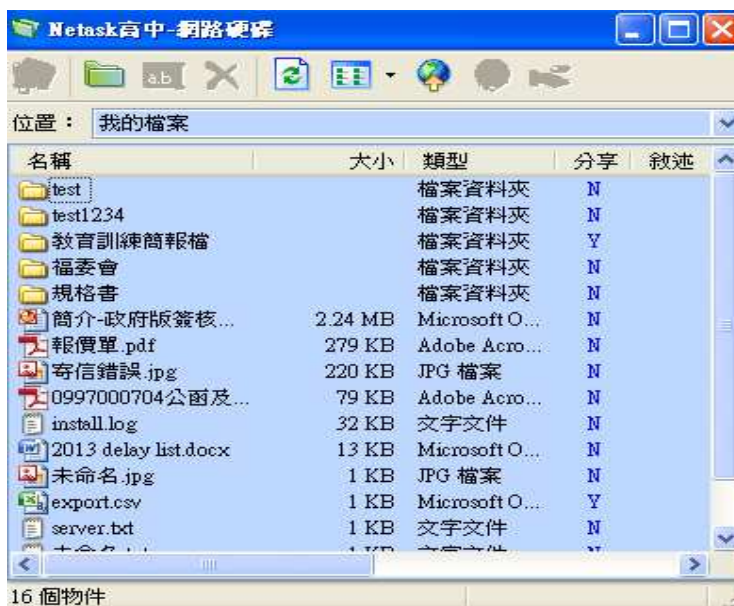 Netask高中-網路硬碟
位置： 我的檔案
名稱 大小 類型 分享 敘述
test 檔案資料夾 N
test1234 檔案資料夾 N
教育訓練簡報檔 檔案資料夾 Y
福委會 檔案資料夾 N
規格書 檔案資料夾 N
簡介-政府版簽核... 2.24 MB Microsoft O... N
報價單.pdf 279 KB Adobe Acro... N
寄信錯誤.jpg 220 KB JPG 檔案 N
0997000704公函及... 79 KB Adobe Acro... N
install.log 32 KB 文字文件 N
2013 delay list.docx 13 KB Microsoft O... N
未命名.jpg 1 KB JPG 檔案 N
export.csv 1 KB Microsoft O... Y
server.txt 1 KB 文字文件 N
16 個物件